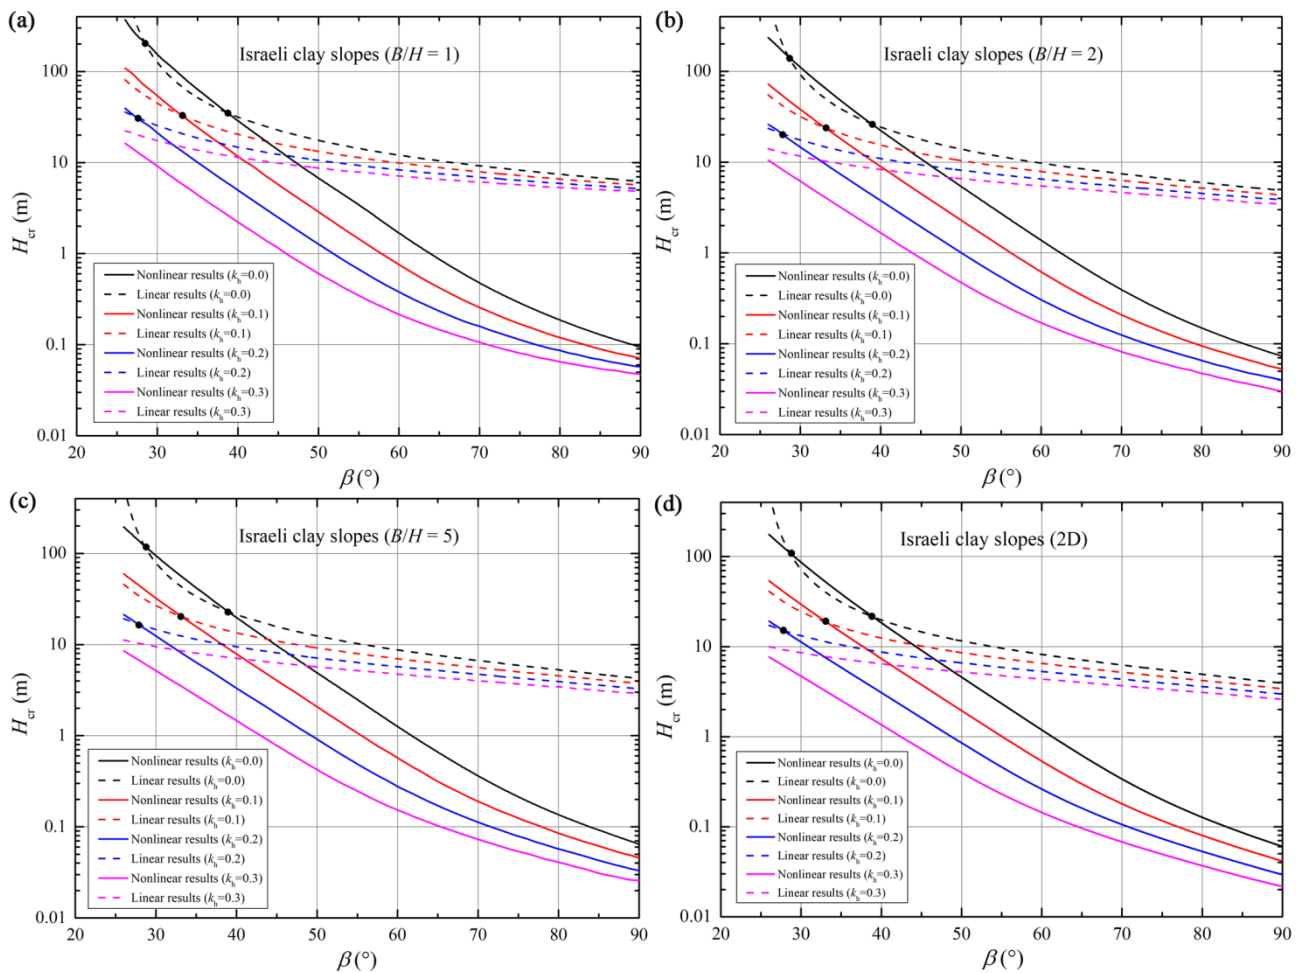 (a)
Israeli clay slopes (B/H = 1)
H_cr (m)
100
10
1
0.1
0.01
Nonlinear results (k_h=0.0)
Linear results (k_h=0.0)
Nonlinear results (k_h=0.1)
Linear results (k_h=0.1)
Nonlinear results (k_h=0.2)
Linear results (k_h=0.2)
Nonlinear results (k_h=0.3)
Linear results (k_h=0.3)
20 30 40 50 60 70 80 90
β (°)
(b)
Israeli clay slopes (B/H = 2)
H_cr (m)
100
10
1
0.1
0.01
Nonlinear results (k_h=0.0)
Linear results (k_h=0.0)
Nonlinear results (k_h=0.1)
Linear results (k_h=0.1)
Nonlinear results (k_h=0.2)
Linear results (k_h=0.2)
Nonlinear results (k_h=0.3)
Linear results (k_h=0.3)
20 30 40 50 60 70 80 90
β (°)
(c)
Israeli clay slopes (B/H = 5)
H_cr (m)
100
10
1
0.1
0.01
Nonlinear results (k_h=0.0)
Linear results (k_h=0.0)
Nonlinear results (k_h=0.1)
Linear results (k_h=0.1)
Nonlinear results (k_h=0.2)
Linear results (k_h=0.2)
Nonlinear results (k_h=0.3)
Linear results (k_h=0.3)
20 30 40 50 60 70 80 90
β (°)
(d)
Israeli clay slopes (2D)
H_cr (m)
100
10
1
0.1
0.01
Nonlinear results (k_h=0.0)
Linear results (k_h=0.0)
Nonlinear results (k_h=0.1)
Linear results (k_h=0.1)
Nonlinear results (k_h=0.2)
Linear results (k_h=0.2)
Nonlinear results (k_h=0.3)
Linear results (k_h=0.3)
20 30 40 50 60 70 80 90
β (°)